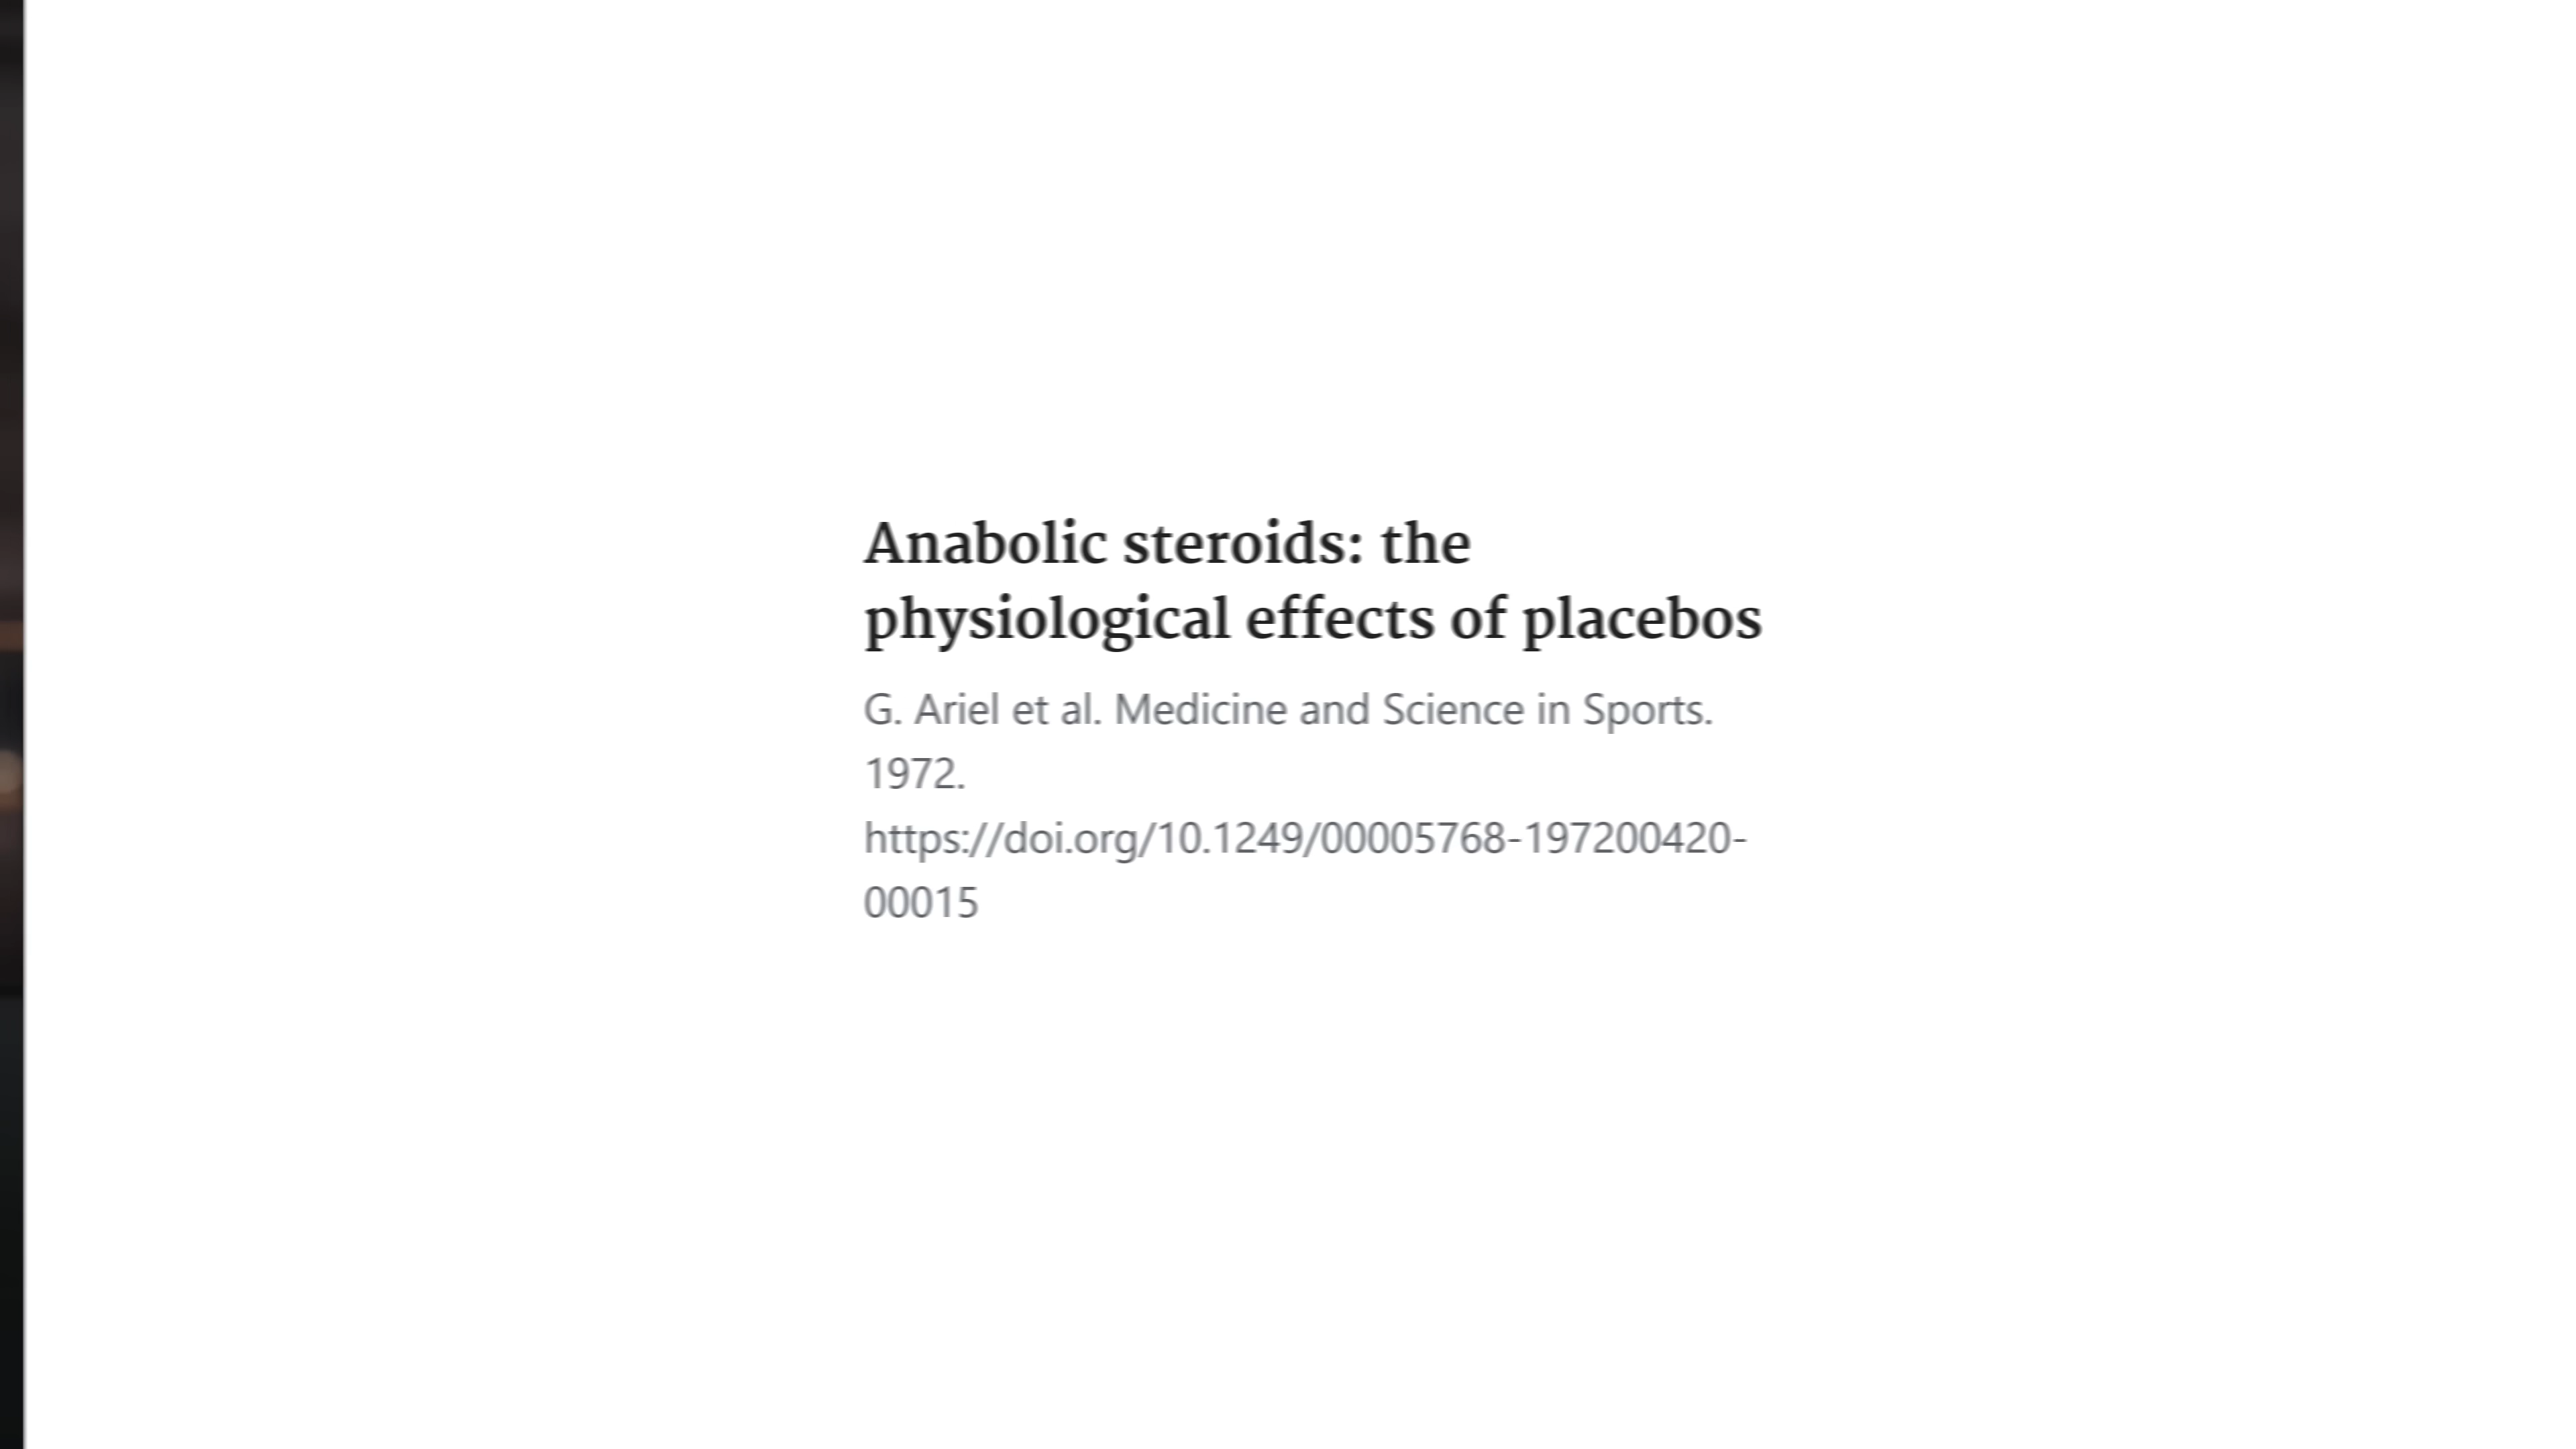 Anabolic steroids: the
physiological effects of placebos
G. Ariel et al. Medicine and Science in Sports.
1972.
https://doi.org/10.1249/00005768-197200420-
00015